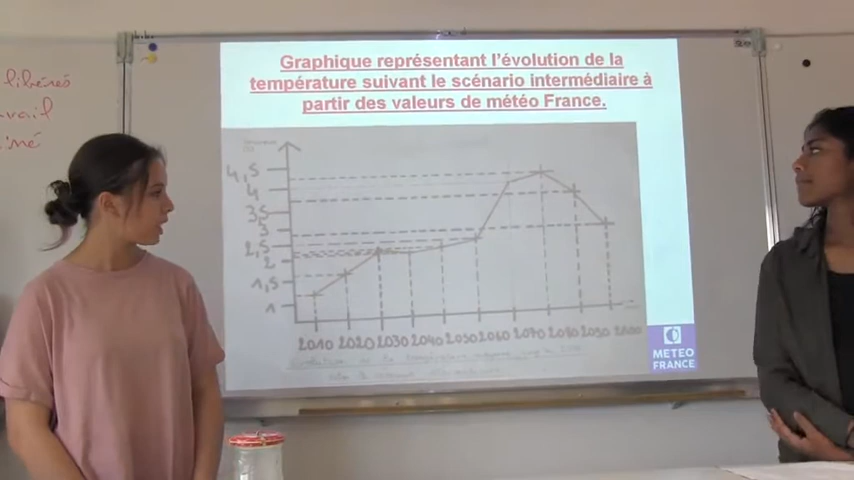 libérés
Graphique représentant l'évolution de la
température suivant le scénario intermédiaire à
partir des valeurs de météo France.
4,5
4
3,5
3
2,5
2
1,5
1
2010 2020 2030 2040 2050 2060 2070 2080 2090 2100
METEO
FRANCE